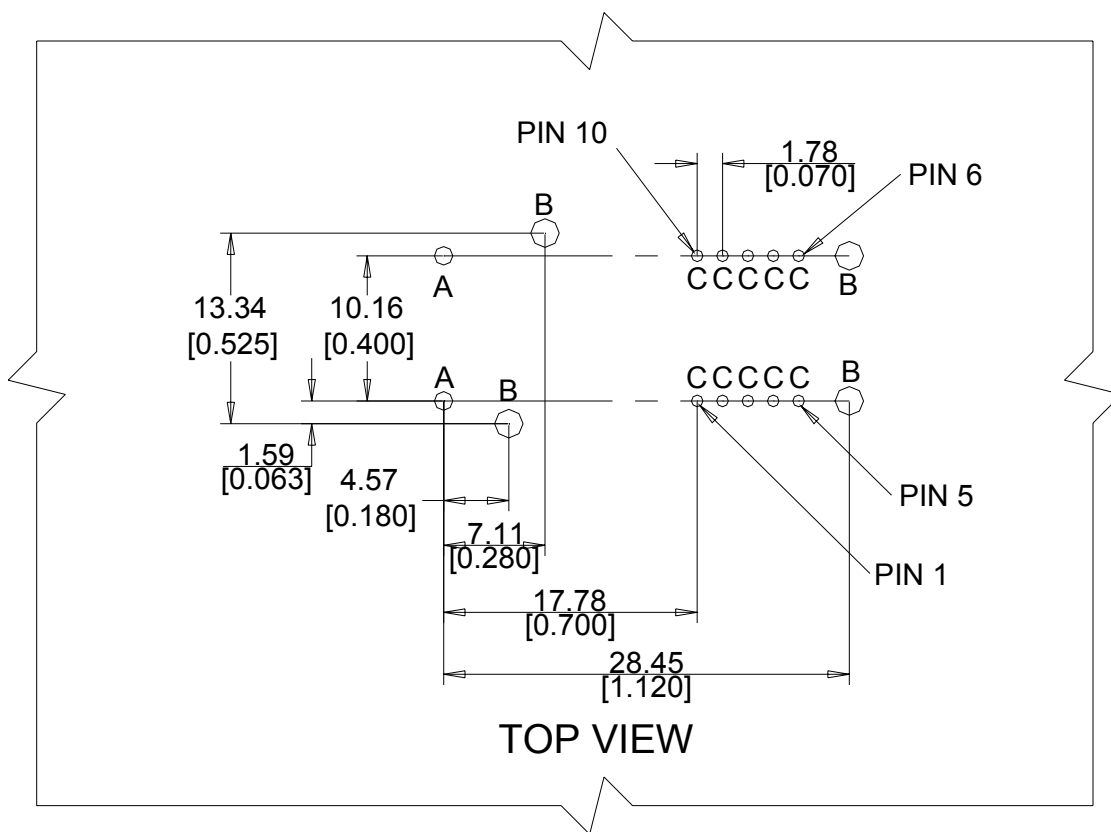 PIN 10
1.78
[0.070]
PIN 6
B
A
C C C C C
B
13.34
[0.525]
10.16
[0.400]
A
B
C C C C C
B
1.59
[0.063]
4.57
[0.180]
PIN 5
7.11
[0.280]
PIN 1
17.78
[0.700]
28.45
[1.120]
TOP VIEW